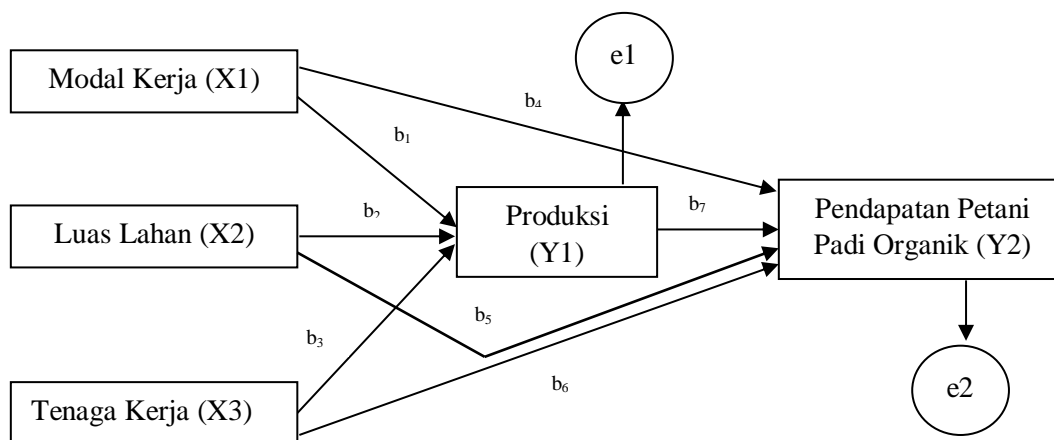 e1
Modal Kerja (X1)
b4
b1
Luas Lahan (X2)
b2
Produksi
(Y1)
b7
Pendapatan Petani
Padi Organik (Y2)
b5
b3
b6
Tenaga Kerja (X3)
e2